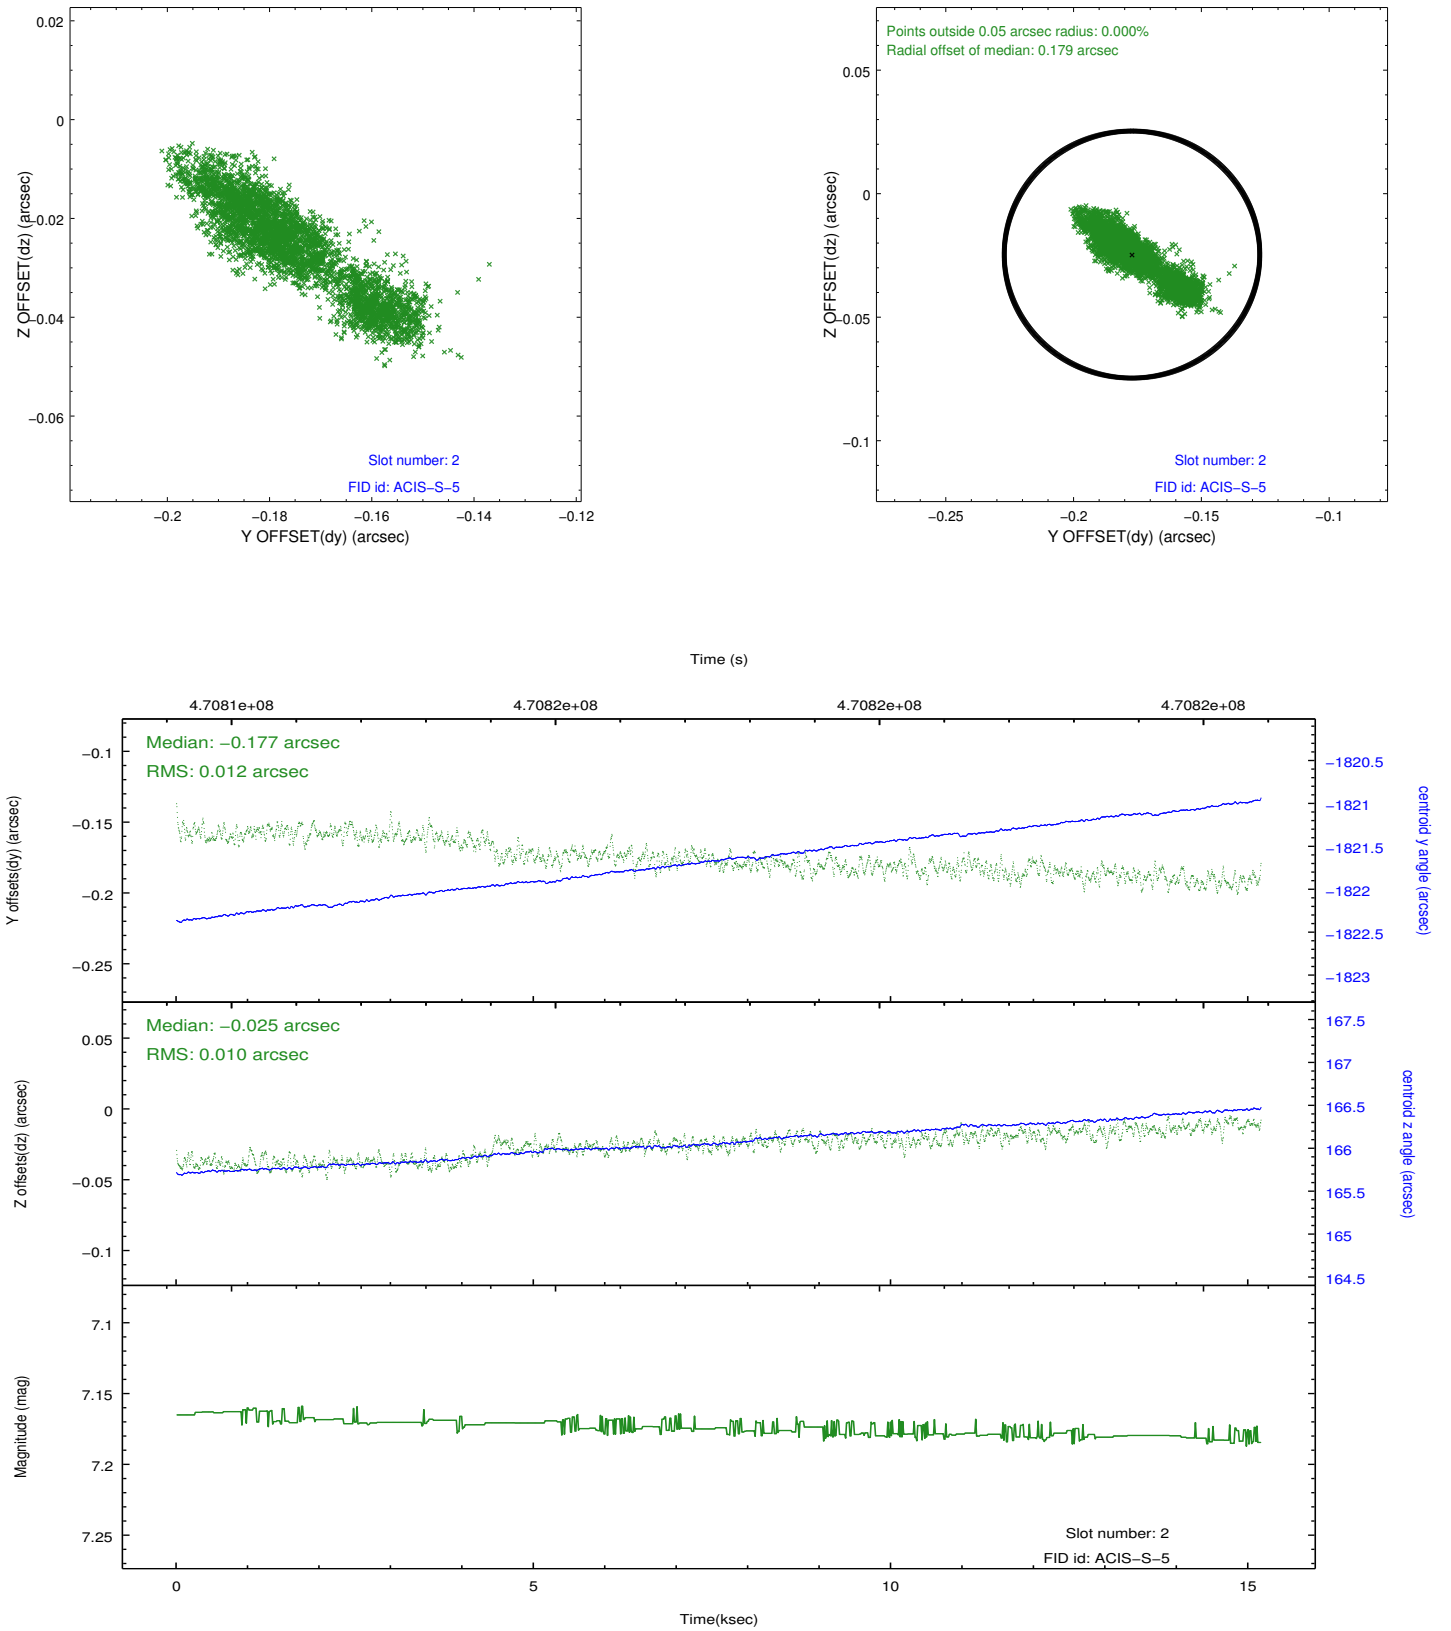 0.02
0
−0.02
−0.04
−0.06
Z OFFSET(dz) (arcsec)
Slot number: 2
FID id: ACIS−S−5
−0.2
−0.18
−0.16
−0.14
−0.12
Y OFFSET(dy) (arcsec)
Points outside 0.05 arcsec radius: 0.000%
Radial offset of median: 0.179 arcsec
0.05
0
−0.05
−0.1
Z OFFSET(dz) (arcsec)
Slot number: 2
FID id: ACIS−S−5
−0.25
−0.2
−0.15
−0.1
Y OFFSET(dy) (arcsec)
Time (s)
4.7081e+08
4.7082e+08
4.7082e+08
4.7082e+08
Median: −0.177 arcsec
RMS: 0.012 arcsec
−0.1
−0.15
−0.2
−0.25
Y offsets(dy) (arcsec)
−1820.5
−1821
−1821.5
−1822
−1822.5
−1823
centroid y angle (arcsec)
Median: −0.025 arcsec
RMS: 0.010 arcsec
0.05
0
−0.05
−0.1
Z offsets(dz) (arcsec)
167.5
167
166.5
166
165.5
165
164.5
centroid z angle (arcsec)
7.1
7.15
7.2
7.25
Magnitude (mag)
Slot number: 2
FID id: ACIS−S−5
0
5
10
15
Time(ksec)